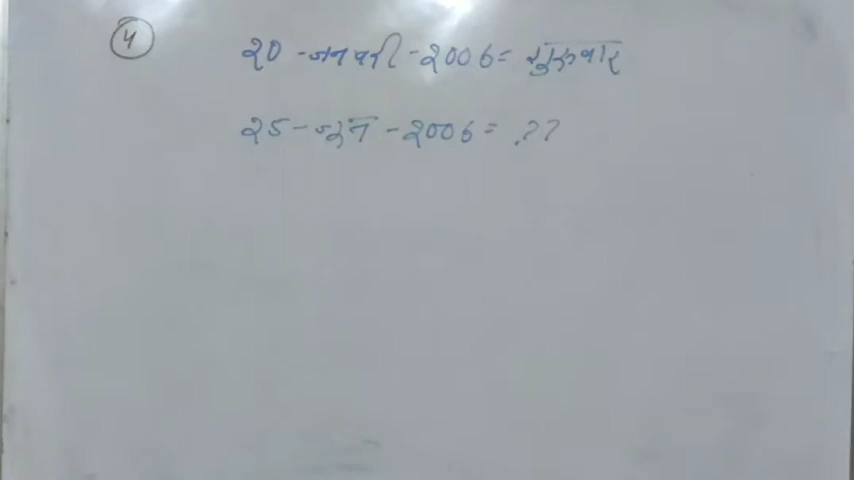 4
20 - जनवरी - 2006 = शुक्रवार
25 - जून - 2006 = ??